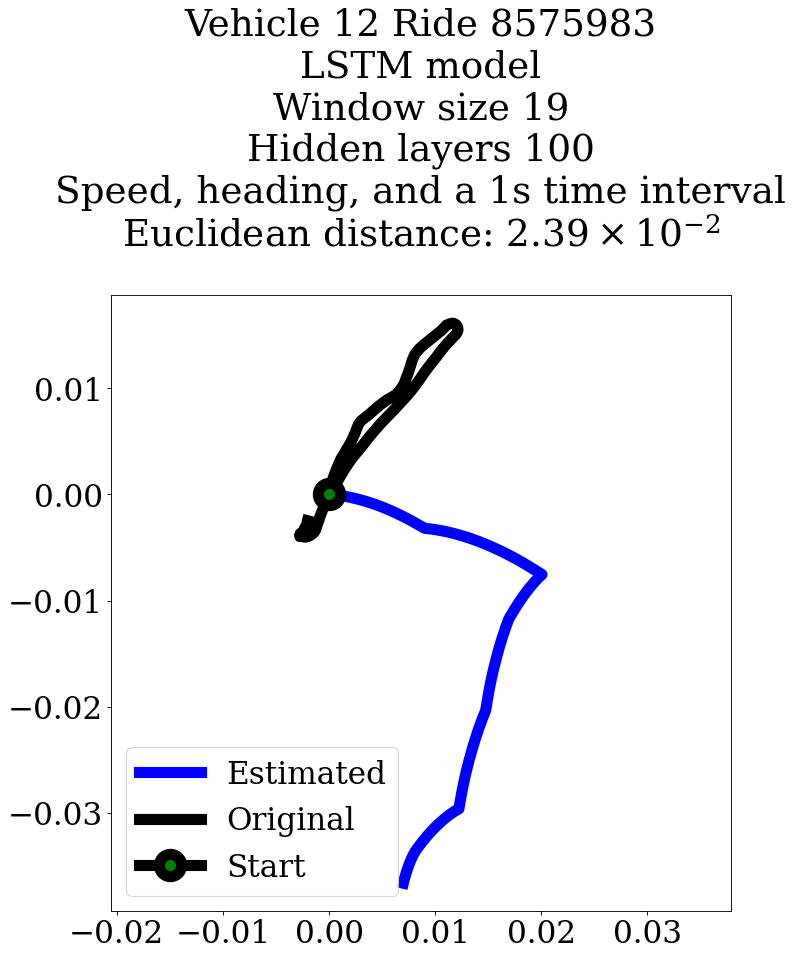 Vehicle 12 Ride 8575983
LSTM model
Window size 19
Hidden layers 100
Speed, heading, and a 1s time interval
Euclidean distance: 2.39 × 10⁻²
0.01
0.00
−0.01
−0.02
−0.03
Estimated
Original
Start
−0.02 −0.01 0.00 0.01 0.02 0.03